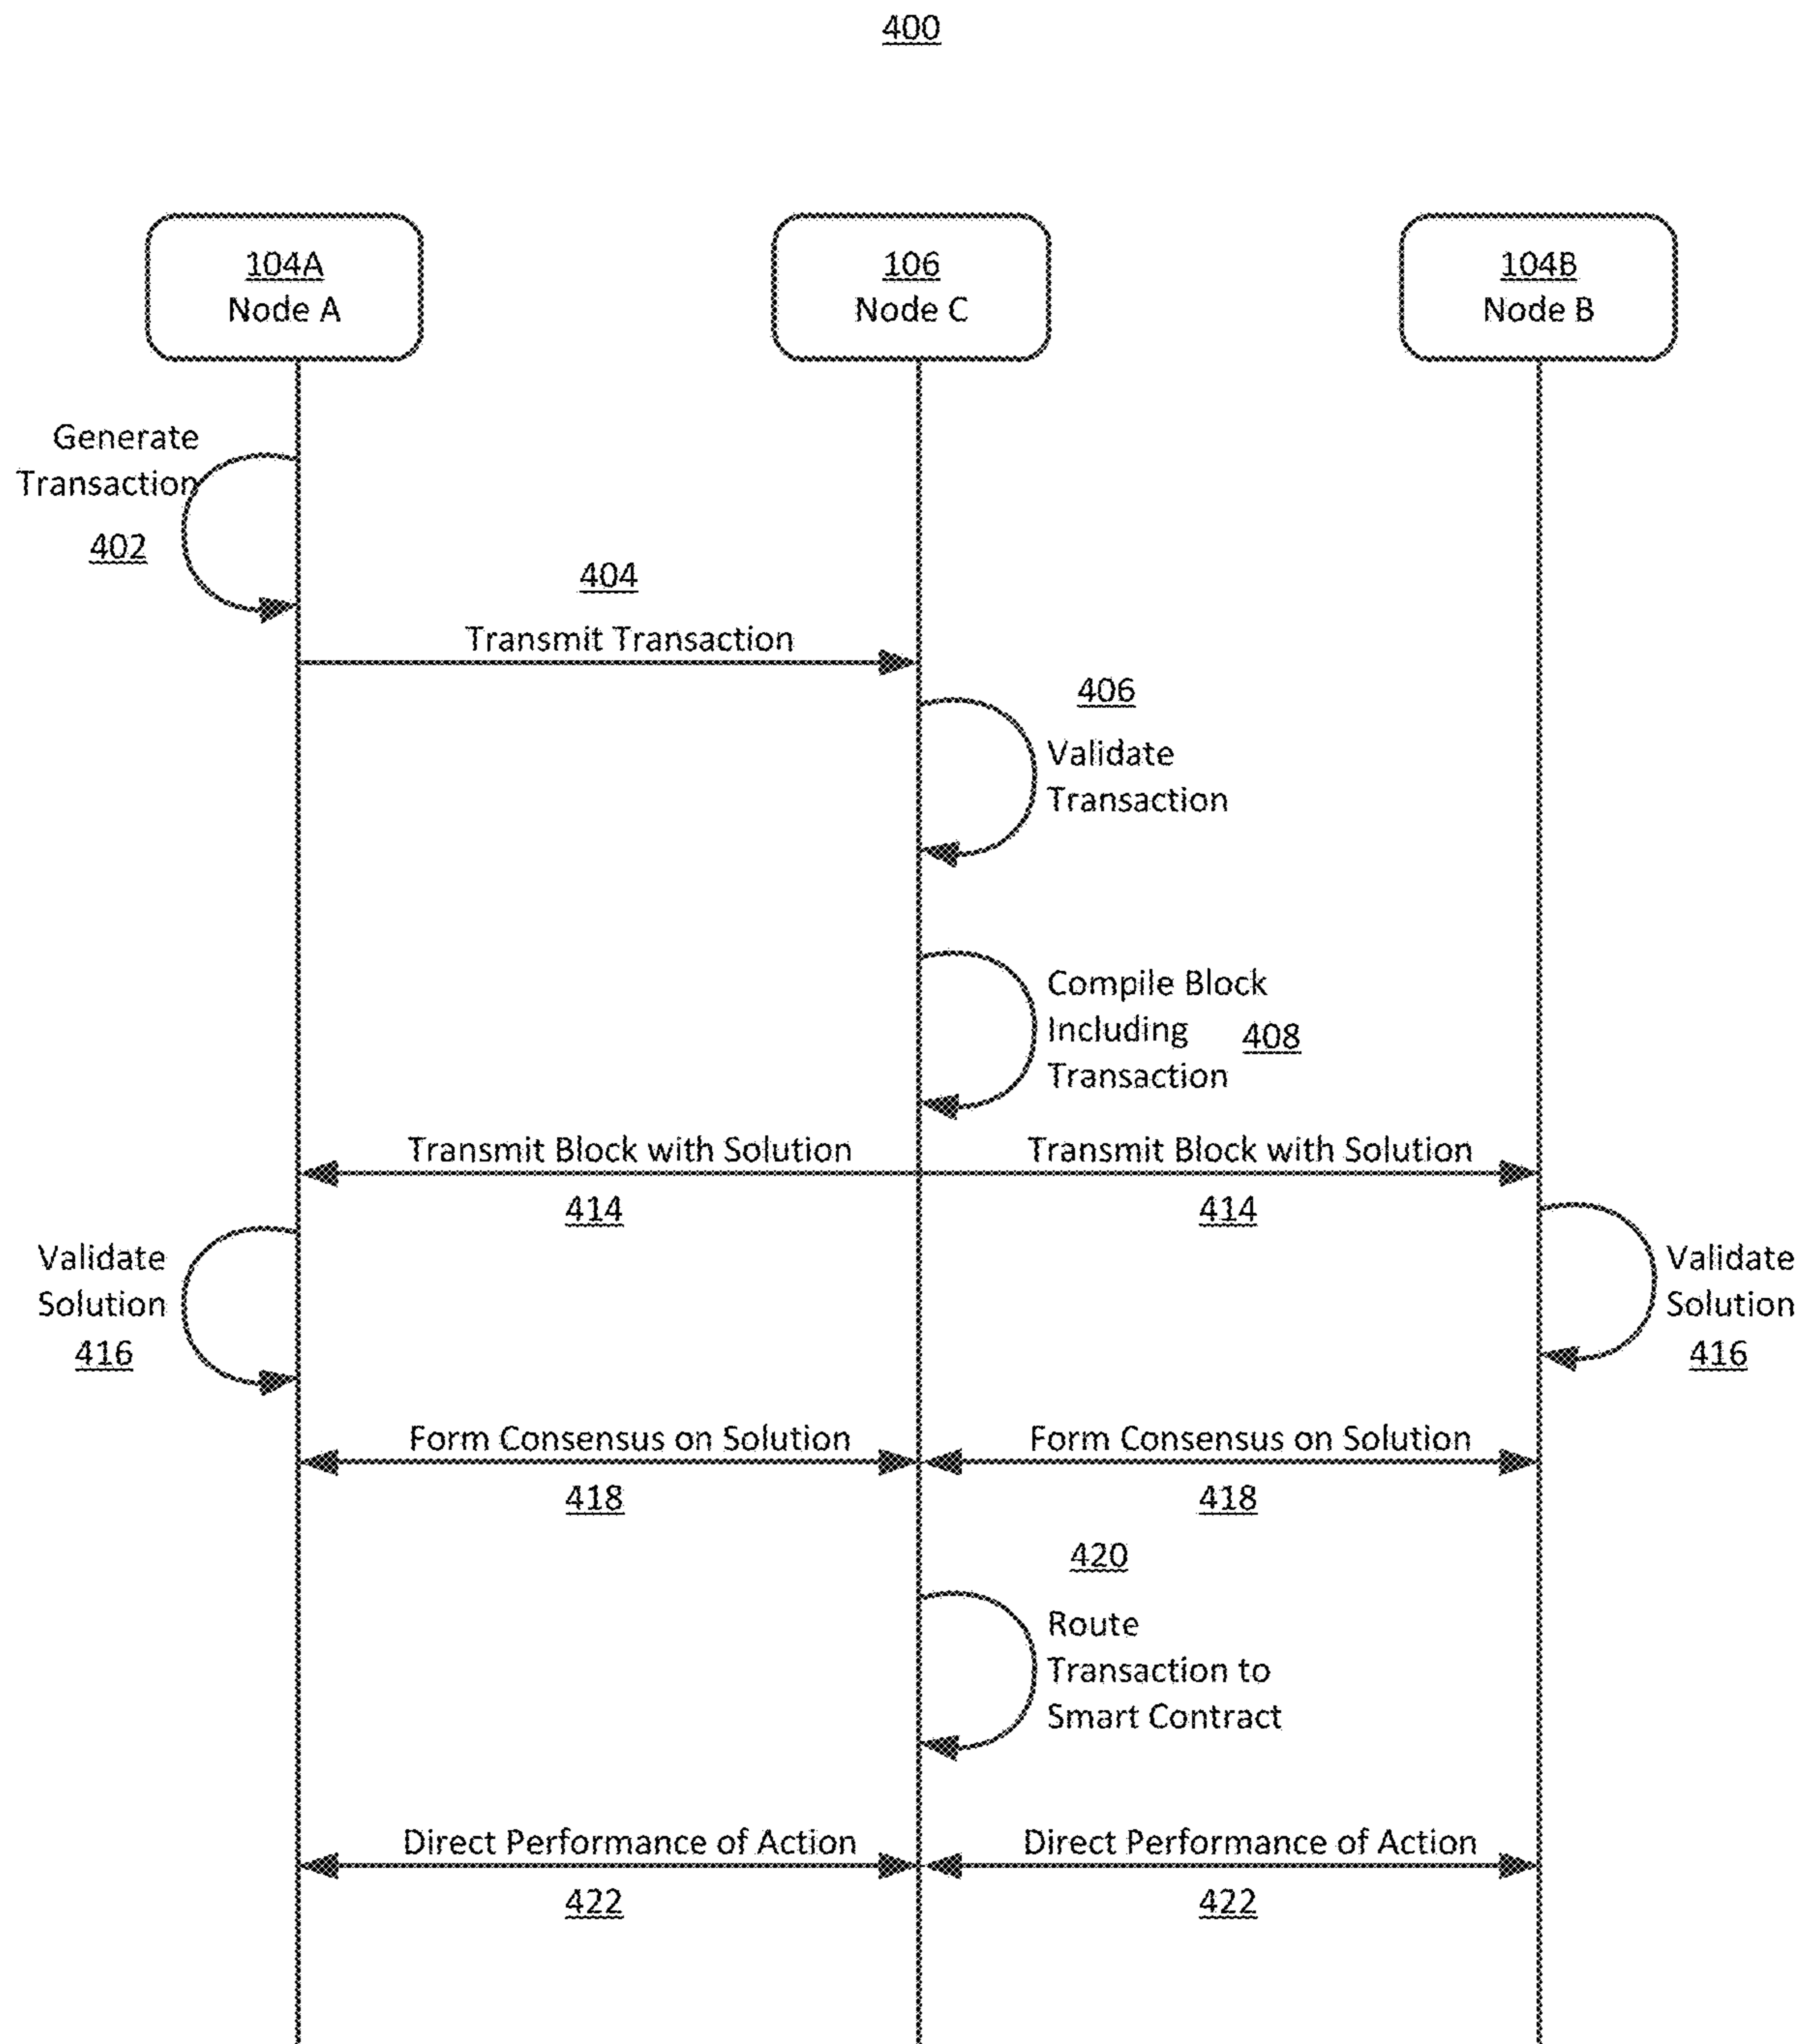 400
104A
Node A
106
Node C
104B
Node B
Generate
Transaction
402
404
Transmit Transaction
406
Validate
Transaction
Compile Block
Including
408
Transaction
Transmit Block with Solution
Transmit Block with Solution
414
414
Validate
Solution
416
Validate
Solution
416
Form Consensus on Solution
Form Consensus on Solution
418
418
420
Route
Transaction to
Smart Contract
Direct Performance of Action
Direct Performance of Action
422
422